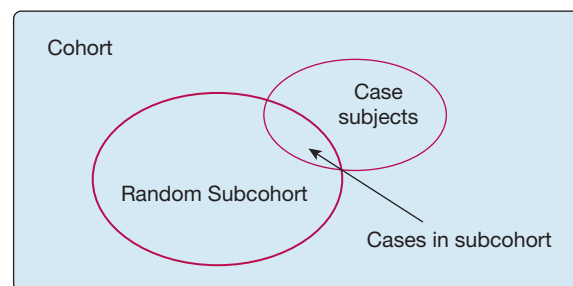 Cohort
Case
subjects
Random Subcohort
Cases in subcohort